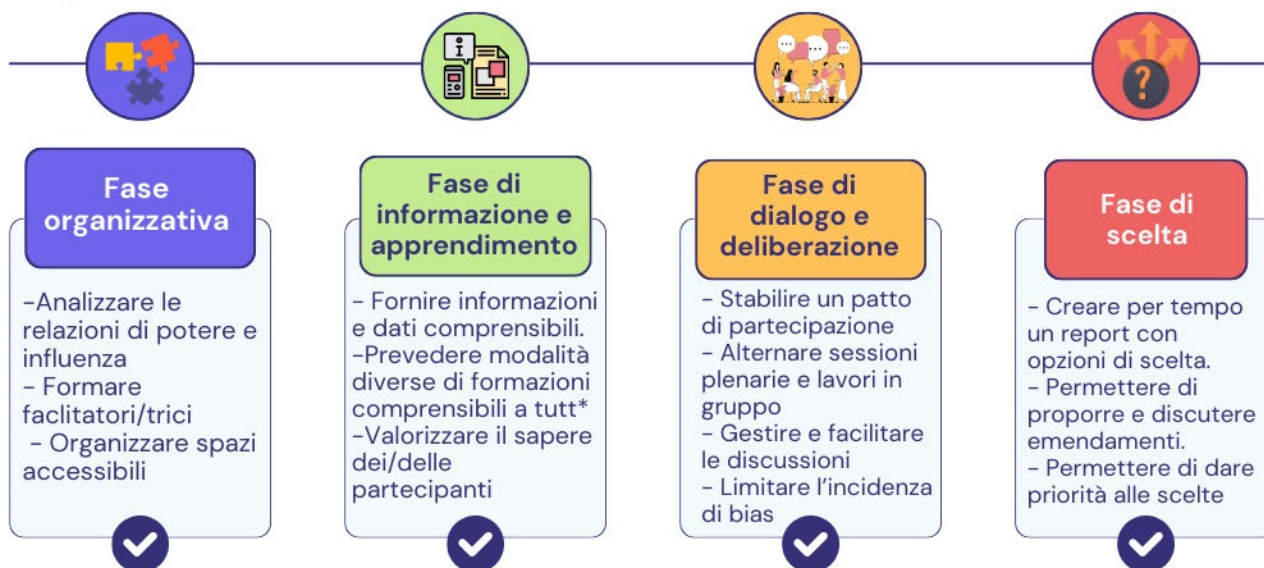 Fase
organizzativa
-Analizzare le
relazioni di potere e
influenza
- Formare
faclitatori/trici
- Organizzare spazi
accessibili
i
Fase di
informazione e
apprendimento
- Fornire informazioni
e dati comprensibili.
-Prevedere modalità
diverse di formazioni
comprensibili a tutt*
-Valorizzare il sapere
dei/delle
partecipanti
Fase di
dialogo e
deliberazione
- Stabilire un patto
di partecipazione
- Alternare sessioni
plenarie e lavori in
gruppo
- Gestire e facilitare
le discussioni
- Limitare l’incidenza
di bias
?
Fase di
scelta
- Creare per tempo
un report con
opzioni di scelta.
- Permettere di
proporre e discutere
emendamenti.
- Permettere di dare
priorità alle scelte